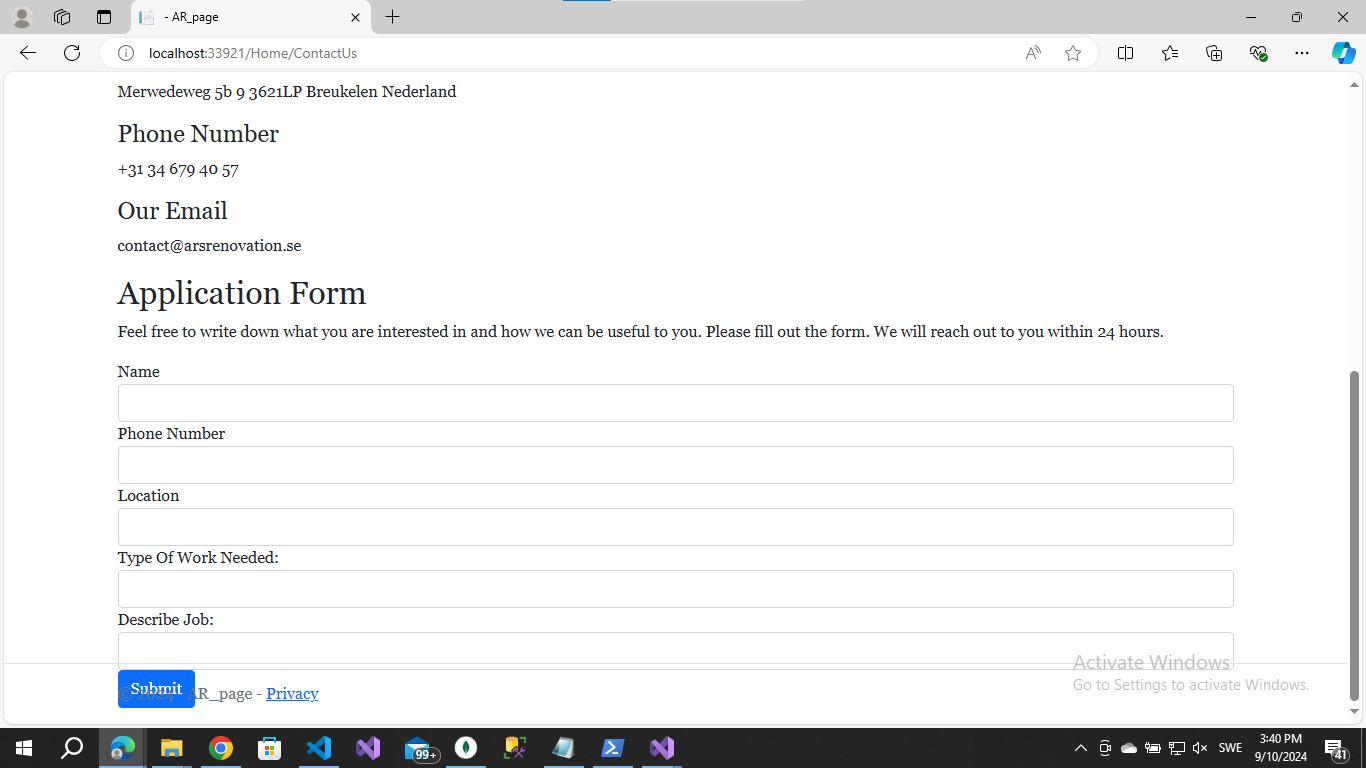 - AR_page
localhost:33921/Home/ContactUs
Merwedeweg 5b 9 3621LP Breukelen Nederland
Phone Number
+31 34 679 40 57
Our Email
contact@arsrenovation.se
Application Form
Feel free to write down what you are interested in and how we can be useful to you. Please fill out the form. We will reach out to you within 24 hours.
Name
Phone Number
Location
Type Of Work Needed:
Describe Job:
Activate Windows
Go to Settings to activate Windows.
Submit
© 2024 - AR_page - Privacy
99+
SWE
3:40 PM
9/10/2024
41